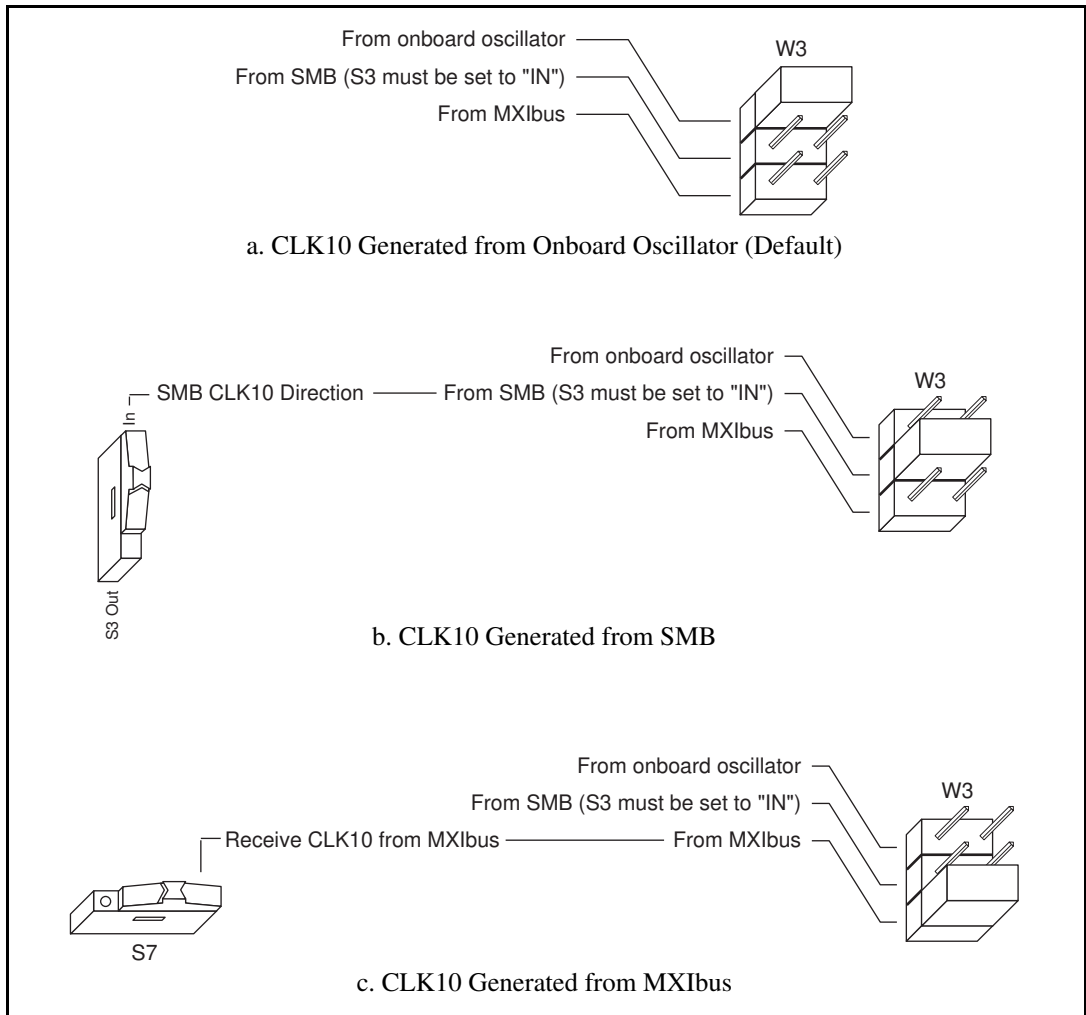 From onboard oscillator
W3
From SMB (S3 must be set to "IN")
From MXIbus
a. CLK10 Generated from Onboard Oscillator (Default)
From onboard oscillator
W3
In
SMB CLK10 Direction
From SMB (S3 must be set to "IN")
From MXIbus
S3 Out
b. CLK10 Generated from SMB
From onboard oscillator
W3
From SMB (S3 must be set to "IN")
Receive CLK10 from MXIbus
From MXIbus
S7
c. CLK10 Generated from MXIbus